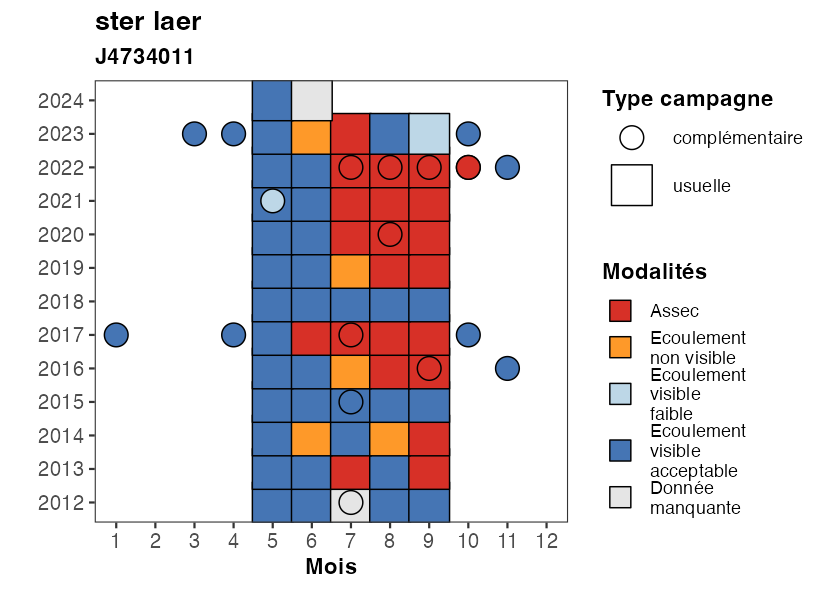 ster laer
J4734011
2024
2023
2022
2021
2020
2019
2018
2017
2016
2015
2014
2013
2012
1 2 3 4 5 6 7 8 9 10 11 12
Mois
Type campagne
complémentaire
usuelle
Modalités
Assec
Ecoulement
non visible
Ecoulement
visible
faible
Ecoulement
visible
acceptable
Donnée
manquante